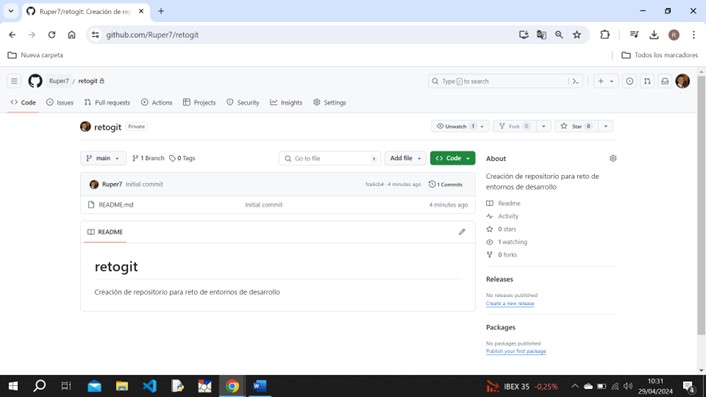 Ruper7/retogit: Creación de rep
github.com/Ruper7/retogit
R
Nueva carpeta
Todos los marcadores
Ruper7 / retogit
Type / to search
Code
Issues
Pull requests
Actions
Projects
Security
Insights
Settings
retogit Private
Unwatch 1
Fork 0
Star 0
main
1 Branch
0 Tags
Go to file
Add file
Code
About
Creación de repositorio para reto de
entornos de desarrollo
Ruper7 Initial commit
4 minutes ago
1 Commits
README.md Initial commit 4 minutes ago
Readme
Activity
0 stars
1 watching
0 forks
README
retogit
Creación de repositorio para reto de entornos de desarrollo
Releases
No releases published
Create a new release
Packages
No packages published
Publish your first package
IBEX 35 -0,25%
10:31
29/04/2024